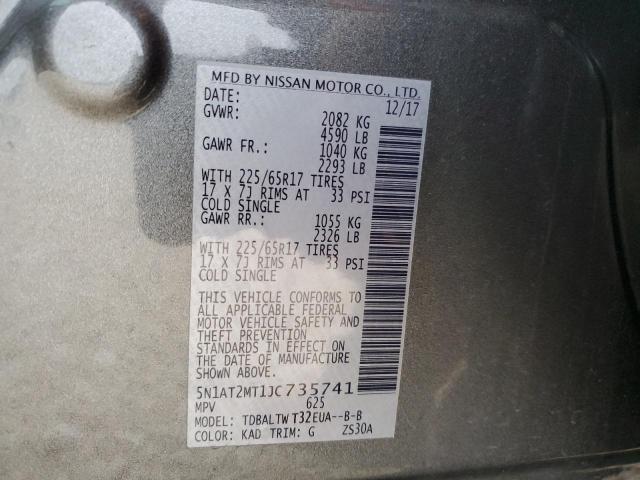 MFD BY NISSAN MOTOR CO., LTD.
DATE: 12/17
GVWR: 2082 KG
4590 LB
GAWR FR.: 1040 KG
2293 LB
WITH 225/65R17 TIRES
17 X 7J RIMS AT 33 PSI
COLD SINGLE
GAWR RR.: 1055 KG
2326 LB
WITH 225/65R17 TIRES
17 X 7J RIMS AT 33 PSI
COLD SINGLE
THIS VEHICLE CONFORMS TO
ALL APPLICABLE FEDERAL
MOTOR VEHICLE SAFETY AND
THEFT PREVENTION
STANDARDS IN EFFECT ON
THE DATE OF MANUFACTURE
SHOWN ABOVE.
5N1AT2MT1JC735741
MPV 625
MODEL: TDBALTWT32EUA--B-B
COLOR: KAD TRIM: G ZS30A